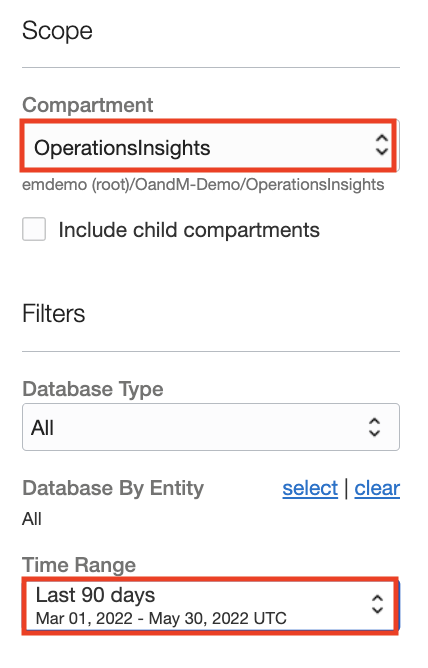 Scope
Compartment
OperationsInsights
emdemo (root)/OandM-Demo/OperationsInsights
Include child compartments
Filters
Database Type
All
Database By Entity select | clear
All
Time Range
Last 90 days
Mar 01, 2022 - May 30, 2022 UTC